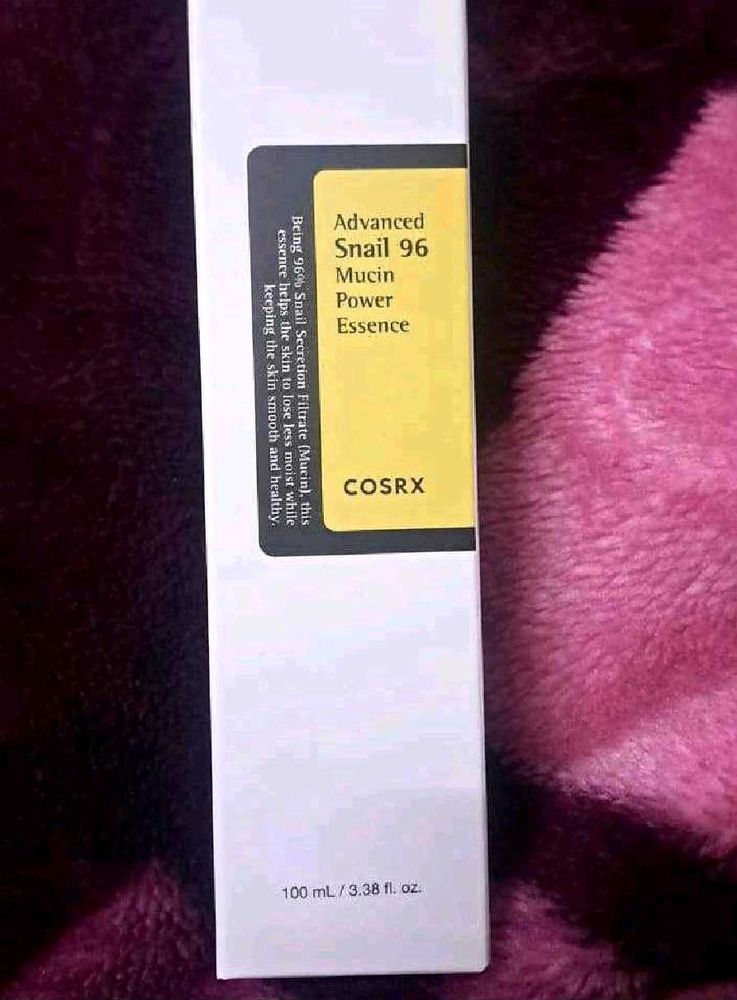 Advanced
Snail 96
Mucin
Power
Essence
COSRX
Being 96% Snail Secretion Filtrate (Mucin), this
essence helps the skin to lose less moist while
keeping the skin smooth and healthy.
100 mL / 3.38 fl. oz.